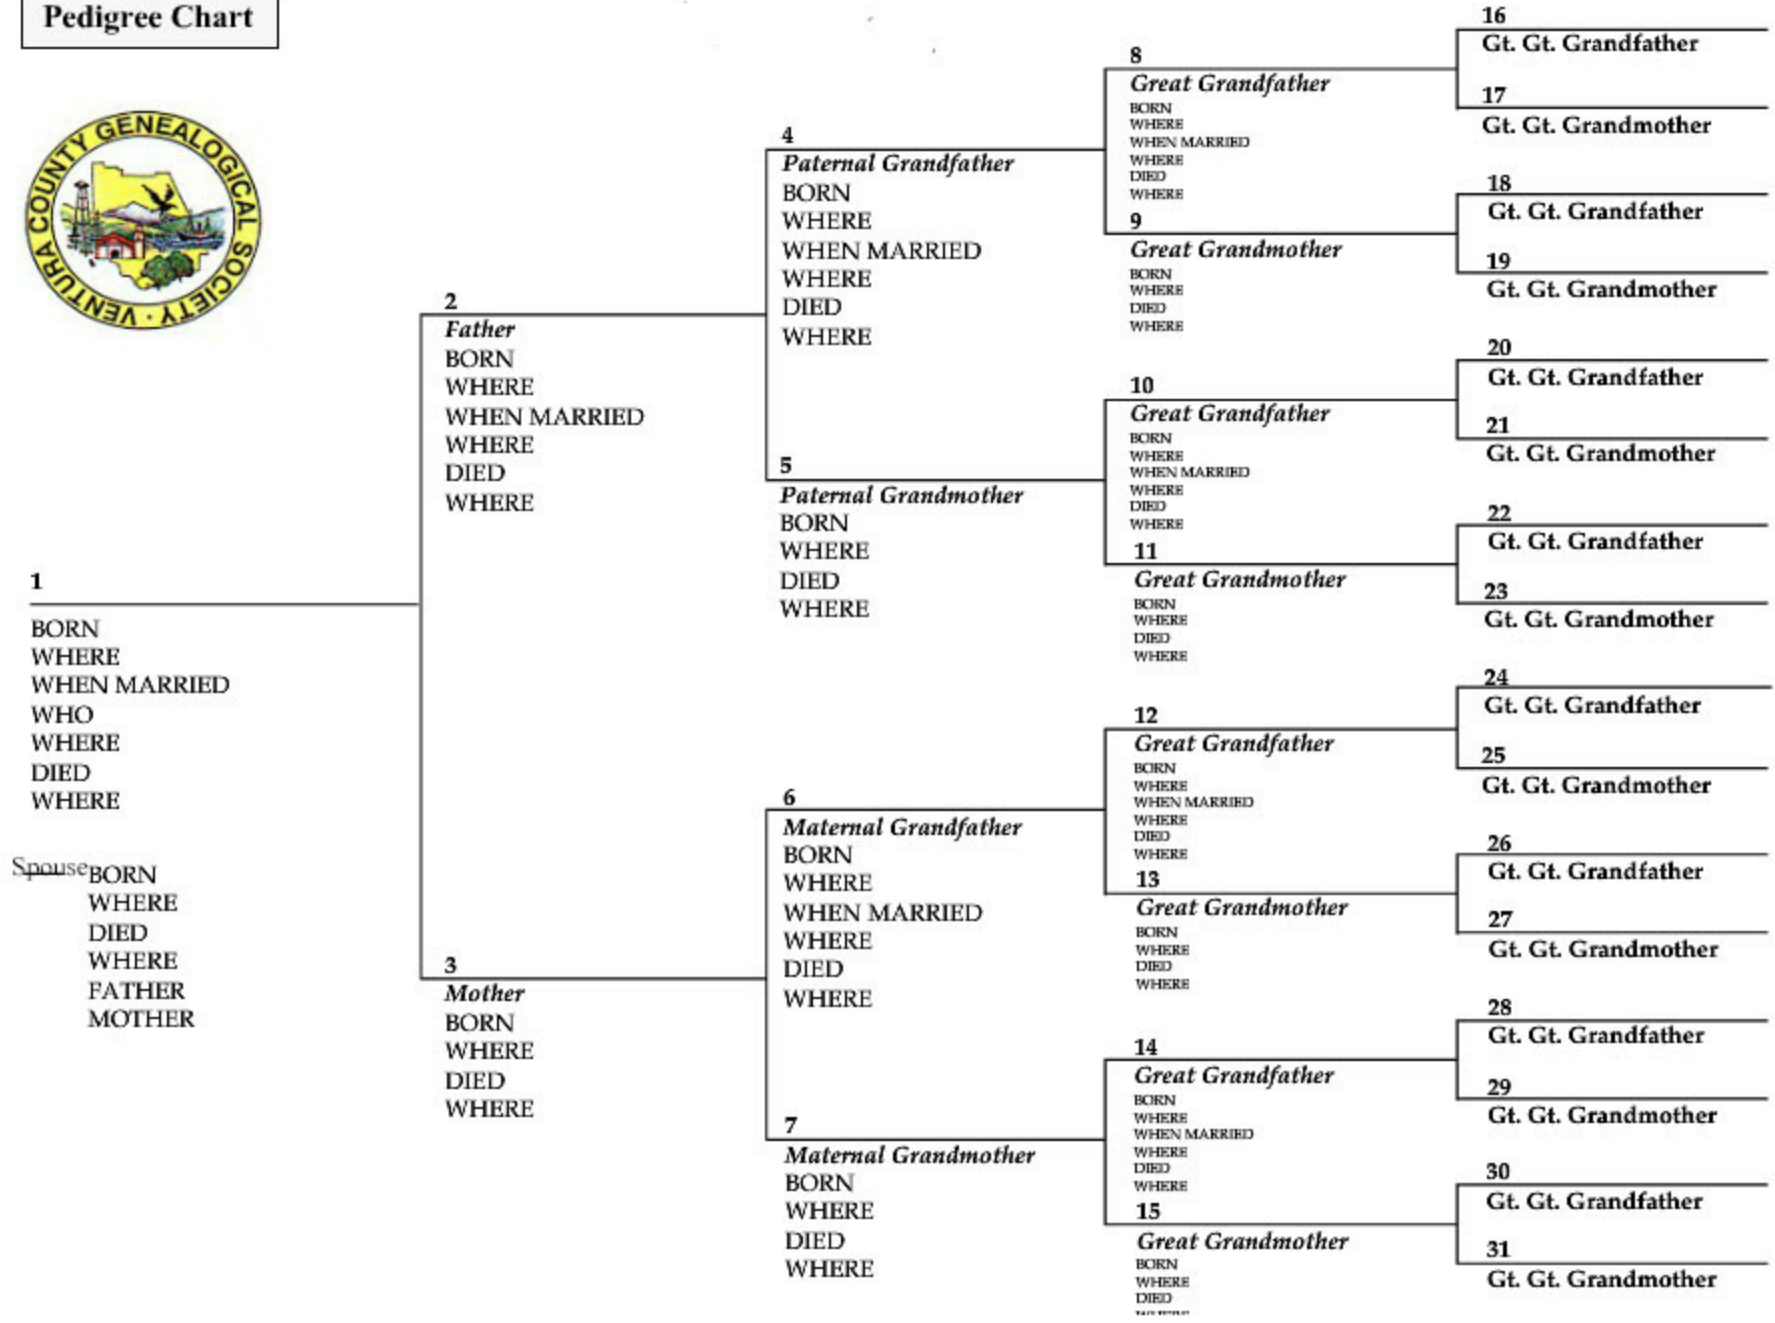 Pedigree Chart
VENTURA COUNTY GENEALOGICAL SOCIETY ·
1
BORN
WHERE
WHEN MARRIED
WHO
WHERE
DIED
WHERE
Spouse
BORN
WHERE
DIED
WHERE
FATHER
MOTHER
2
Father
BORN
WHERE
WHEN MARRIED
WHERE
DIED
WHERE
3
Mother
BORN
WHERE
DIED
WHERE
4
Paternal Grandfather
BORN
WHERE
WHEN MARRIED
WHERE
DIED
WHERE
5
Paternal Grandmother
BORN
WHERE
DIED
WHERE
6
Maternal Grandfather
BORN
WHERE
WHEN MARRIED
WHERE
DIED
WHERE
7
Maternal Grandmother
BORN
WHERE
DIED
WHERE
8
Great Grandfather
BORN
WHERE
WHEN MARRIED
WHERE
DIED
WHERE
9
Great Grandmother
BORN
WHERE
DIED
WHERE
10
Great Grandfather
BORN
WHERE
WHEN MARRIED
WHERE
DIED
WHERE
11
Great Grandmother
BORN
WHERE
DIED
WHERE
12
Great Grandfather
BORN
WHERE
WHEN MARRIED
WHERE
DIED
WHERE
13
Great Grandmother
BORN
WHERE
DIED
WHERE
14
Great Grandfather
BORN
WHERE
WHEN MARRIED
WHERE
DIED
WHERE
15
Great Grandmother
BORN
WHERE
DIED
16
Gt. Gt. Grandfather
17
Gt. Gt. Grandmother
18
Gt. Gt. Grandfather
19
Gt. Gt. Grandmother
20
Gt. Gt. Grandfather
21
Gt. Gt. Grandmother
22
Gt. Gt. Grandfather
23
Gt. Gt. Grandmother
24
Gt. Gt. Grandfather
25
Gt. Gt. Grandmother
26
Gt. Gt. Grandfather
27
Gt. Gt. Grandmother
28
Gt. Gt. Grandfather
29
Gt. Gt. Grandmother
30
Gt. Gt. Grandfather
31
Gt. Gt. Grandmother